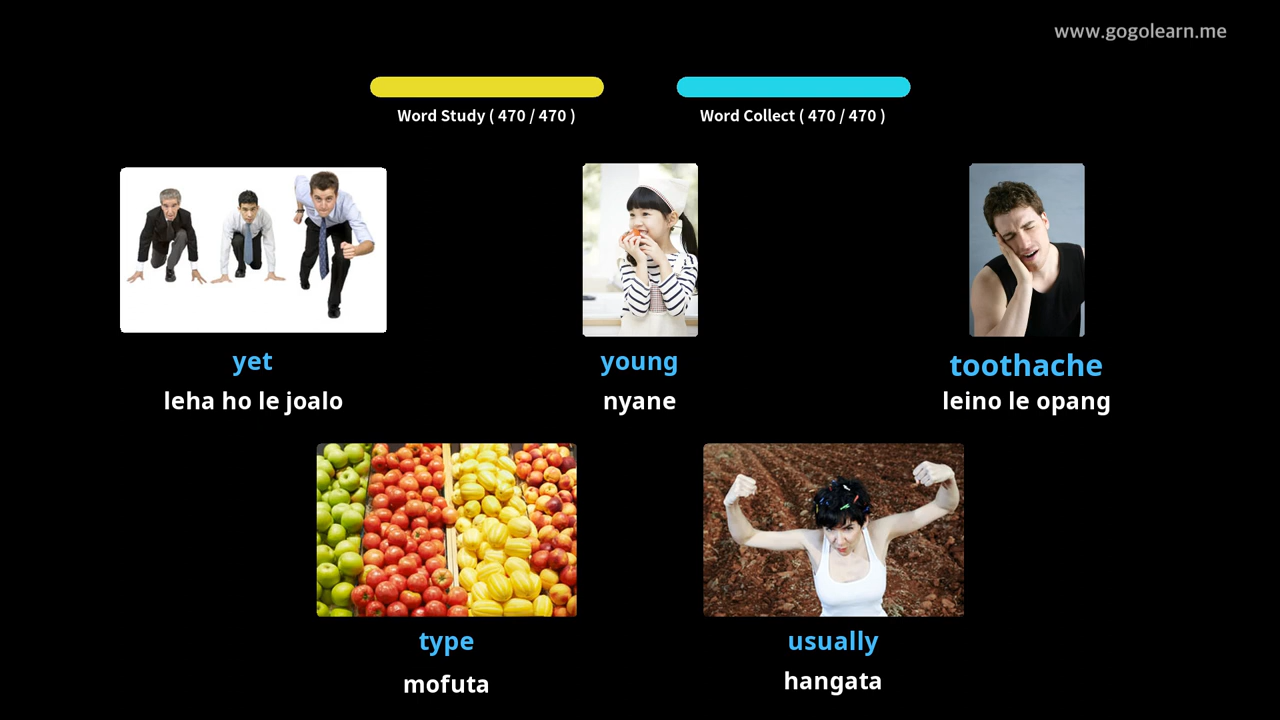 www.gogolearn.me
Word Study ( 470 / 470 )
Word Collect ( 470 / 470 )
yet
leha ho le joalo
young
nyane
toothache
leino le opang
type
mofuta
usually
hangata